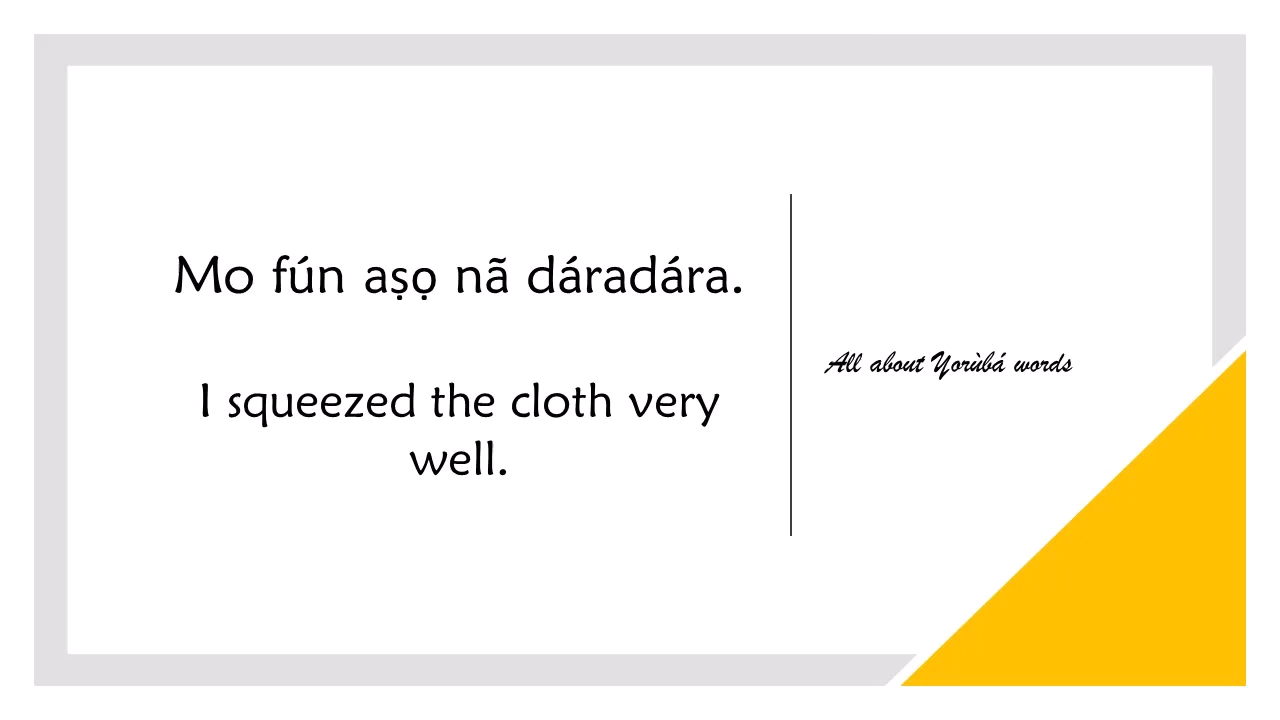 Mo fún aṣọ nã dáradára.
I squeezed the cloth very
well.
All about Yorùbá words